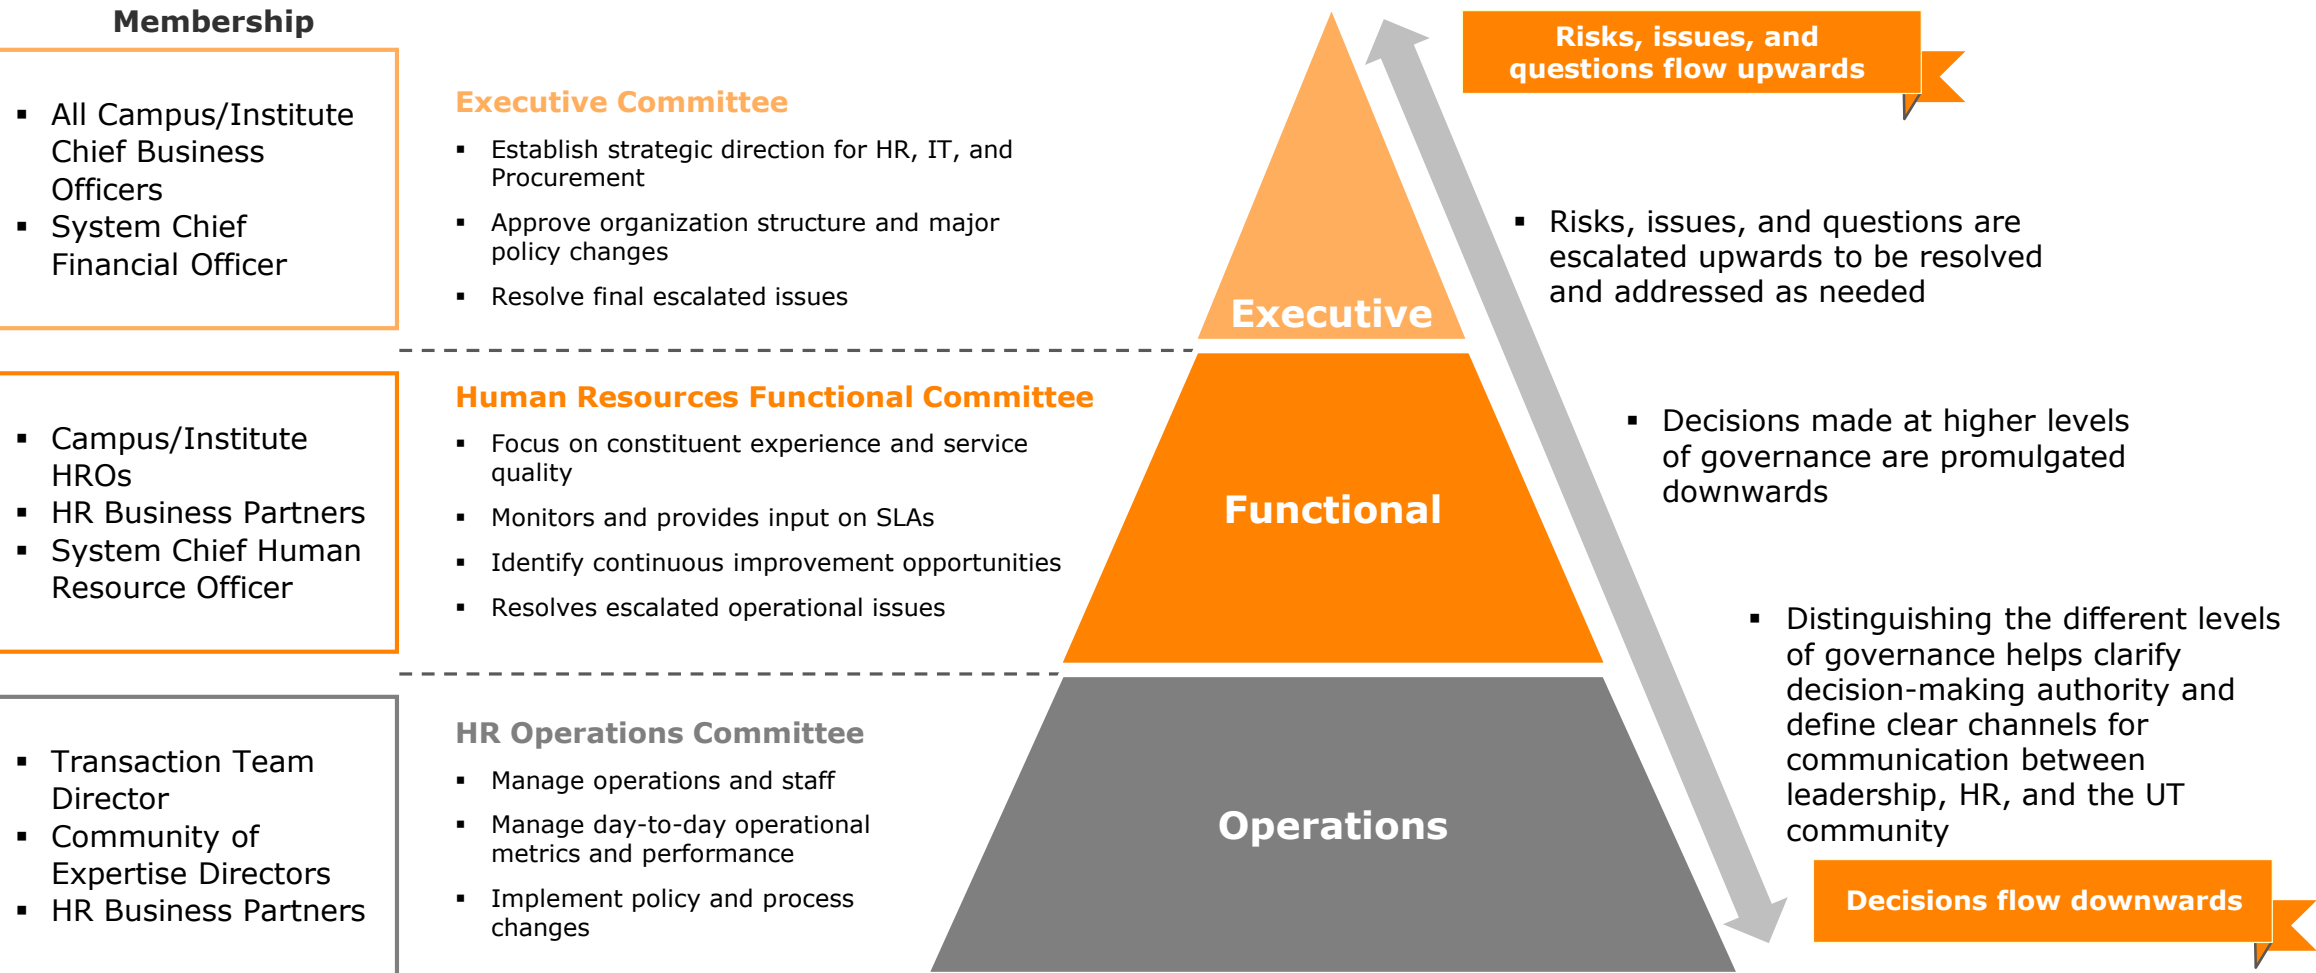 Membership
▪ All Campus/Institute
Chief Business
Officers
▪ System Chief
Financial Officer
Executive Committee
▪ Establish strategic direction for HR, IT, and
Procurement
▪ Approve organization structure and major
policy changes
▪ Resolve final escalated issues
Executive
Risks, issues, and
questions flow upwards
▪ Risks, issues, and questions are
escalated upwards to be resolved
and addressed as needed
▪ Campus/Institute
HROs
▪ HR Business Partners
▪ System Chief Human
Resource Officer
Human Resources Functional Committee
▪ Focus on constituent experience and service
quality
▪ Monitors and provides input on SLAs
▪ Identify continuous improvement opportunities
▪ Resolves escalated operational issues
Functional
▪ Decisions made at higher levels
of governance are promulgated
downwards
▪ Transaction Team
Director
▪ Community of
Expertise Directors
▪ HR Business Partners
HR Operations Committee
▪ Manage operations and staff
▪ Manage day-to-day operational
metrics and performance
▪ Implement policy and process
changes
Operations
▪ Distinguishing the different levels
of governance helps clarify
decision-making authority and
define clear channels for
communication between
leadership, HR, and the UT
community
Decisions flow downwards